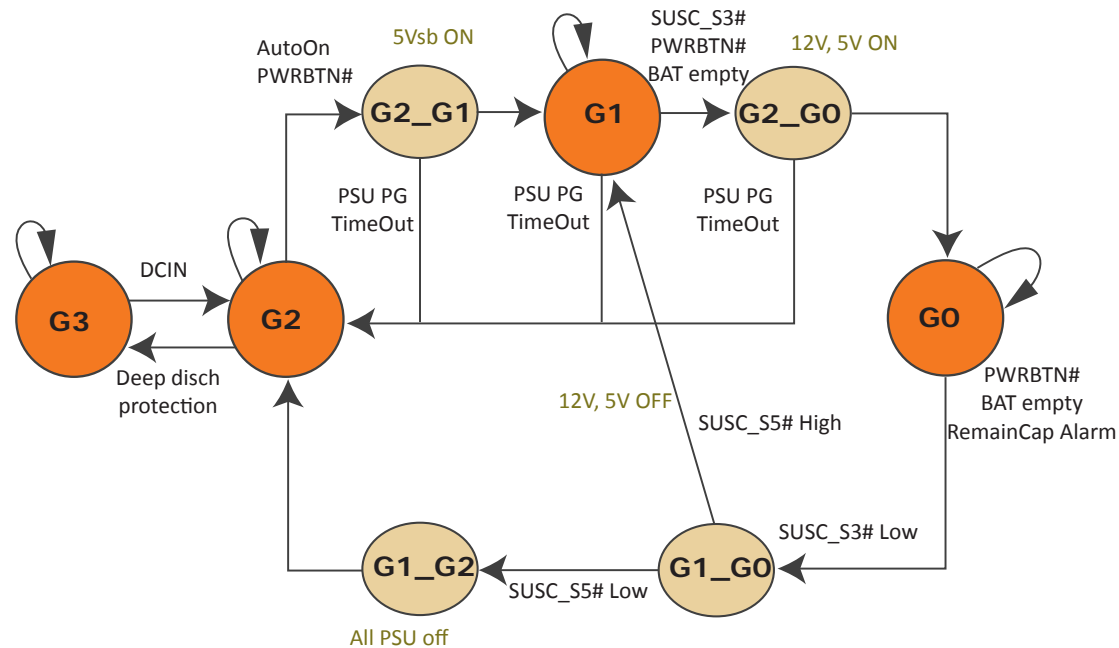 5Vsb ON
AutoOn
PWRBTN#
SUSC_S3#
PWRBTN#
BAT empty
12V, 5V ON
G2_G1
G1
G2_G0
PSU PG
TimeOut
PSU PG
TimeOut
PSU PG
TimeOut
DCIN
G3
G2
G0
Deep disch
protection
PWRBTN#
BAT empty
RemainCap Alarm
12V, 5V OFF
SUSC_S5# High
SUSC_S3# Low
G1_G2
G1_G0
SUSC_S5# Low
All PSU off